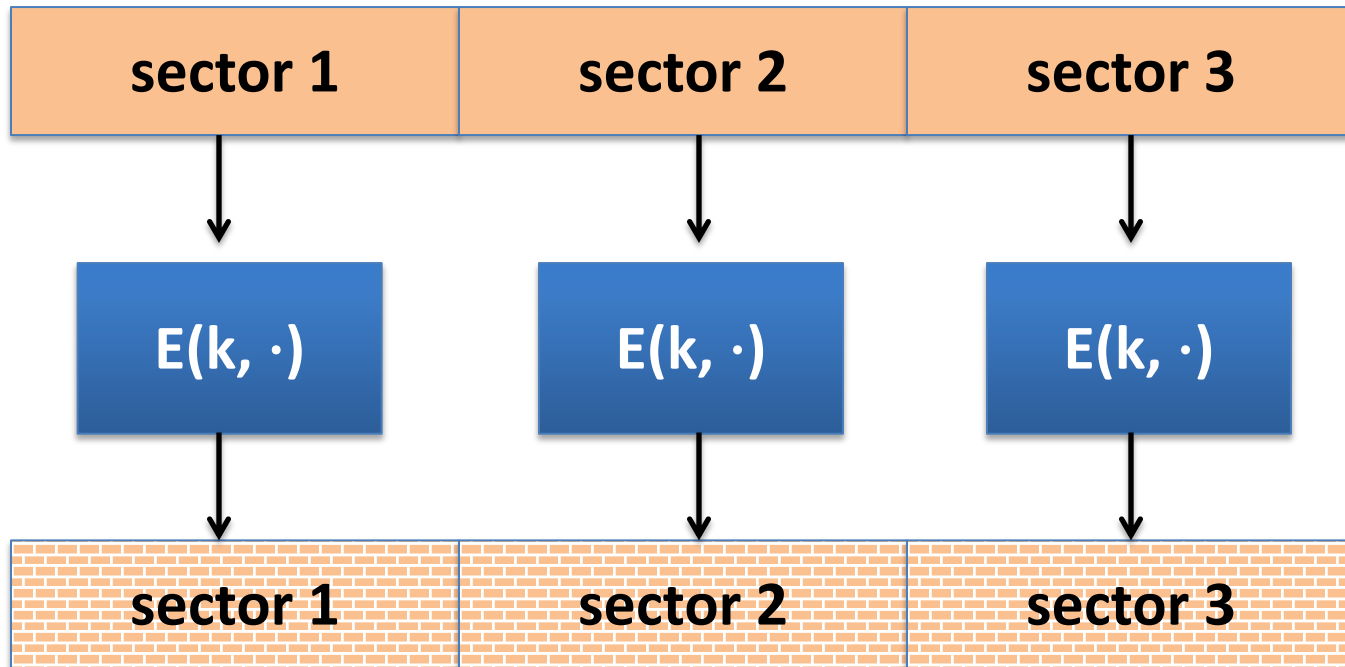 sector 1
sector 2
sector 3
E(k, ·)
E(k, ·)
E(k, ·)
sector 1
sector 2
sector 3